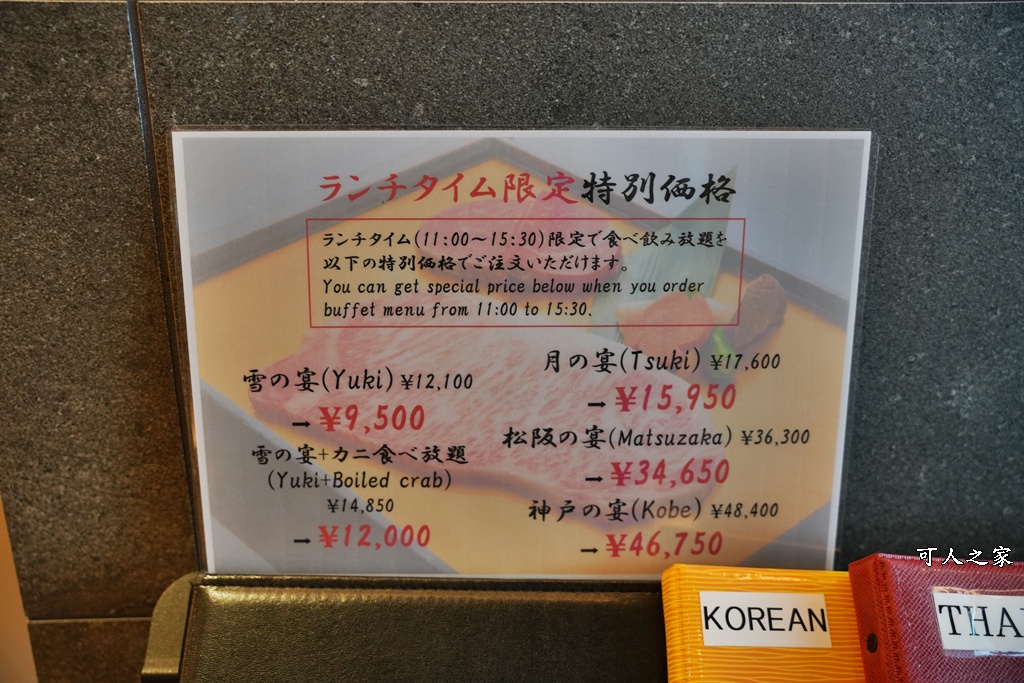 ランチタイム限定特別価格
ランチタイム(11:00～15:30)限定で食べ飲み放題を
以下の特別価格でご注文いただけます。
You can get special price below when you order
buffet menu from 11:00 to 15:30.
雪の宴(Yuki) ¥12,100
→ ¥9,500
雪の宴+カニ食べ放題
(Yuki+Boiled crab)
¥14,850
→ ¥12,000
月の宴(Tsuki) ¥17,600
→ ¥15,950
松阪の宴(Matsuzaka) ¥36,300
→ ¥34,650
神戸の宴(Kobe) ¥48,400
→ ¥46,750
可人之家
KOREAN
THA